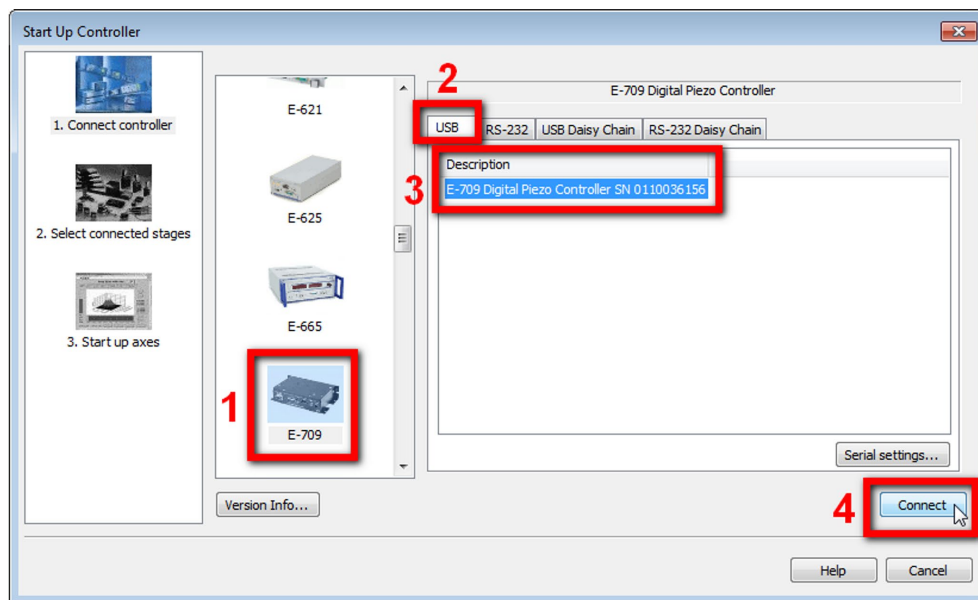 Start Up Controller
1. Connect controller
2. Select connected stages
3. Start up axes
E-621
E-625
E-665
1
E-709
Version Info...
2
E-709 Digital Piezo Controller
USB
RS-232
USB Daisy Chain
RS-232 Daisy Chain
3
Description
E-709 Digital Piezo Controller SN 0110036156
Serial settings...
4
Connect
Help
Cancel